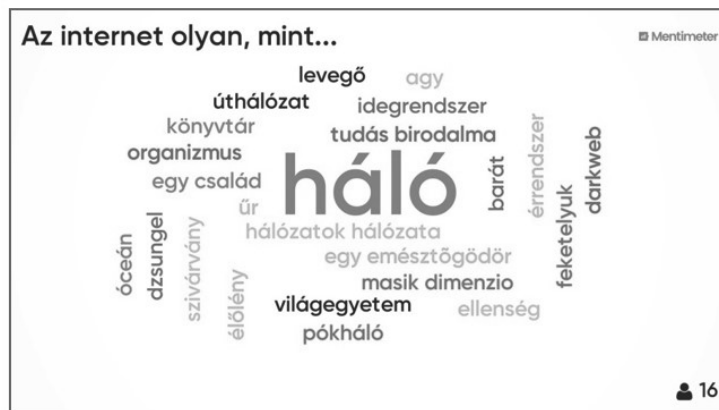 Az internet olyan, mint...
Mentimeter
levegő
agy
úthálózat
idegrendszer
könyvtár
tudás birodalma
organizmus
háló
egy család
barát
érrendszer
feketelyuk
darkweb
űr
hálózatok hálózata
óceán
dzsungel
szivárvány
élőlény
egy emésztőgödör
masik dimenzio
világegyetem
ellenség
pókháló
16